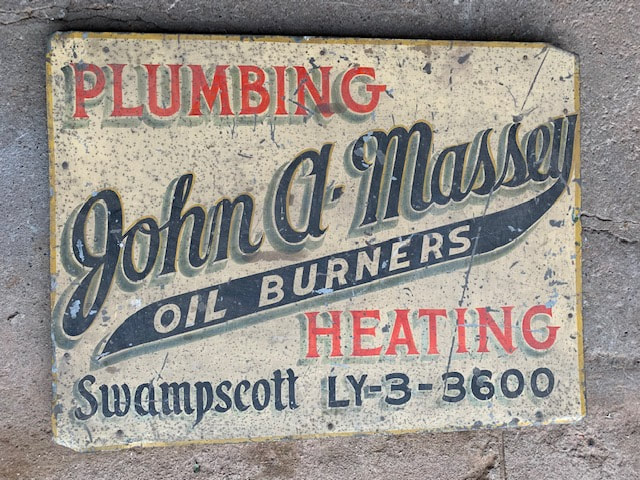 PLUMBING
John A. Massey
OIL BURNERS
HEATING
Swampscott LY-3-3600